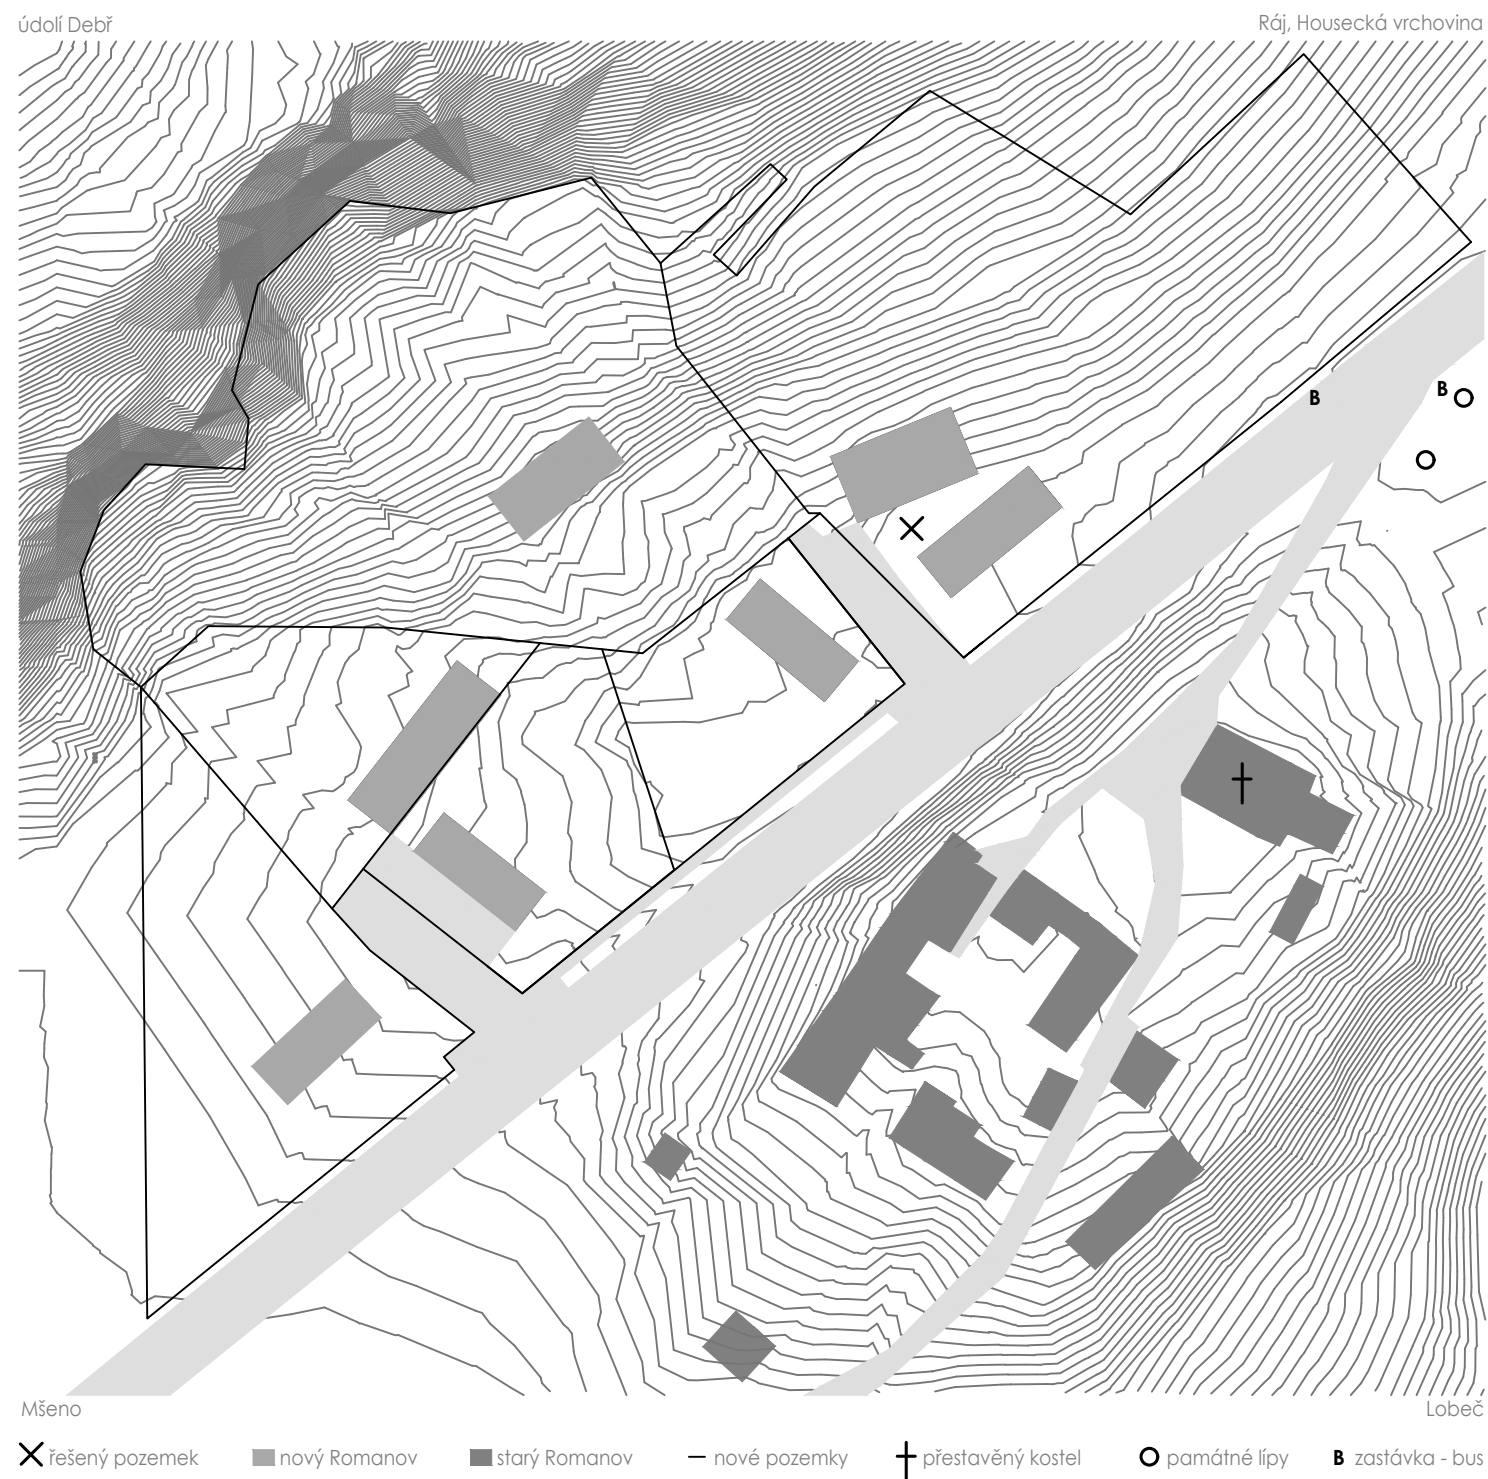 údolí Debř
Ráj, Housecká vrchovina
B
B
Mšeno
Lobeč
řešený pozemek
nový Romanov
starý Romanov
nové pozemky
přestavěný kostel
památné lípy
B zastávka - bus